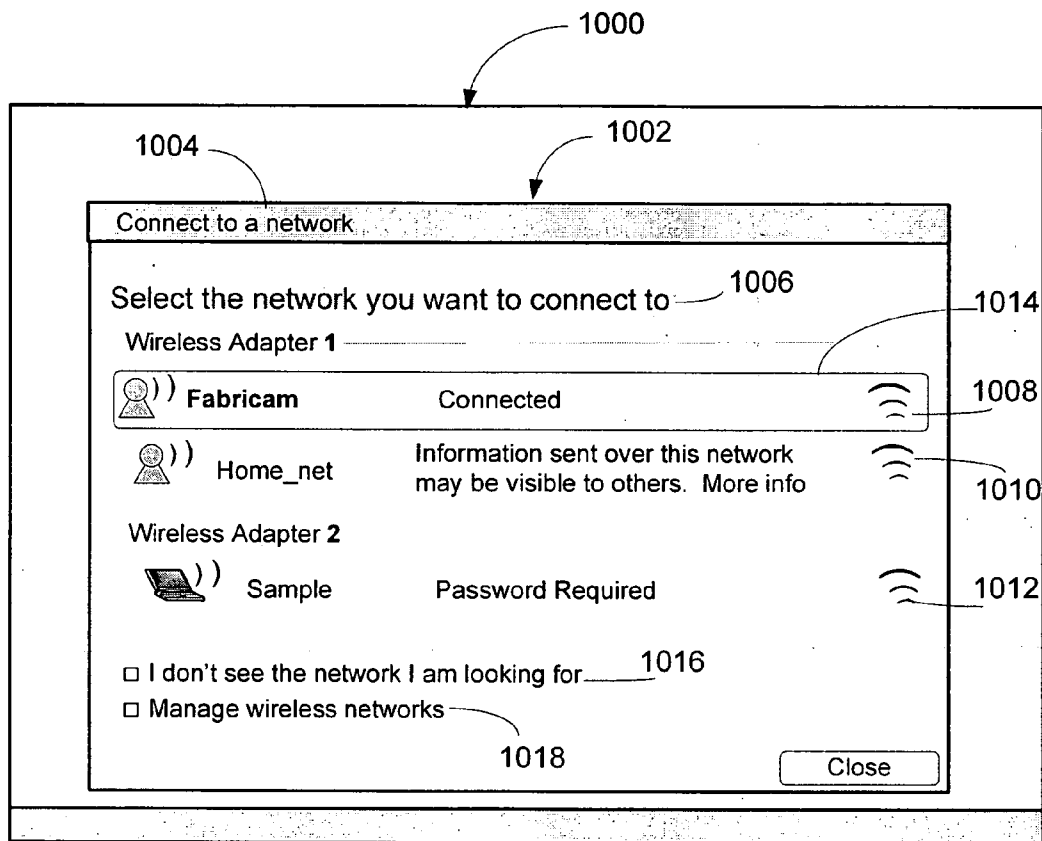 1000
1002
1004
Connect to a network
Select the network you want to connect to
1006
1014
Wireless Adapter 1
Fabricam Connected
1008
Home_net
Information sent over this network
may be visible to others. More info
1010
Wireless Adapter 2
Sample Password Required
1012
I don't see the network I am looking for
1016
Manage wireless networks
1018
Close